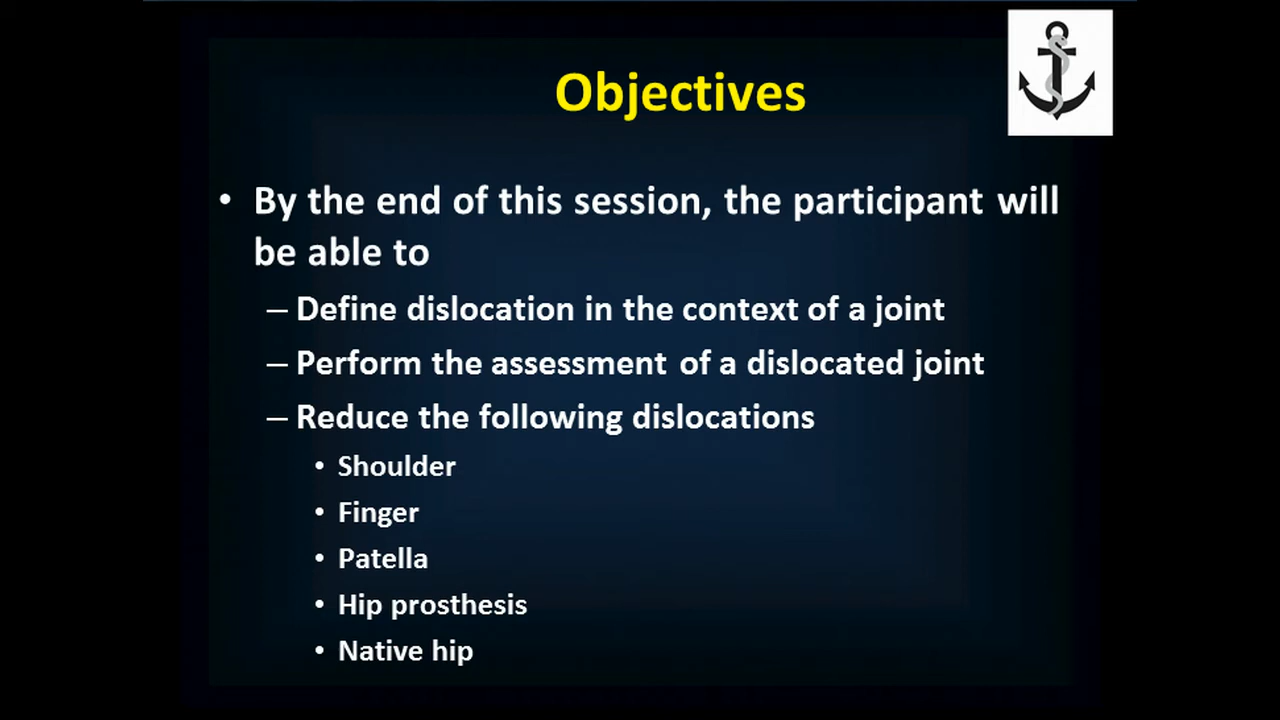 Objectives
• By the end of this session, the participant will
be able to
– Define dislocation in the context of a joint
– Perform the assessment of a dislocated joint
– Reduce the following dislocations
• Shoulder
• Finger
• Patella
• Hip prosthesis
• Native hip